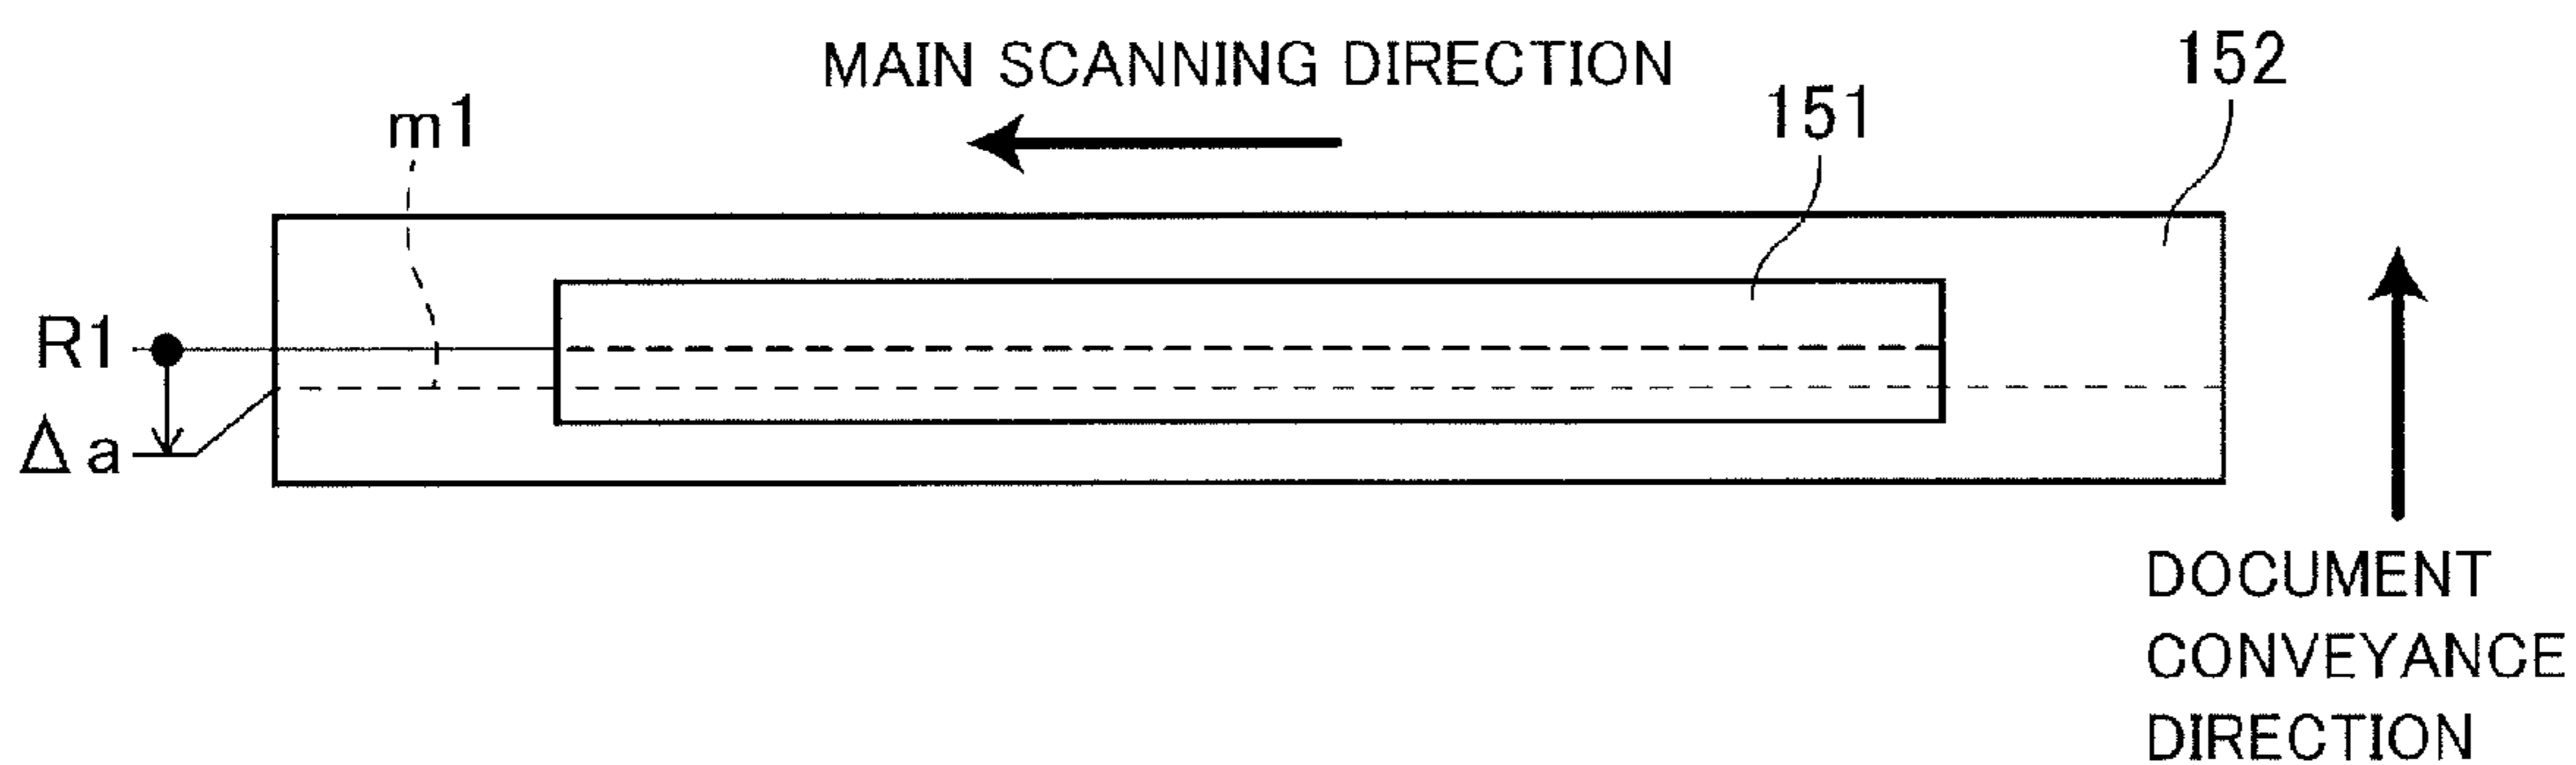 MAIN SCANNING DIRECTION
152
151
m1
R1
Δa
DOCUMENT
CONVEYANCE
DIRECTION